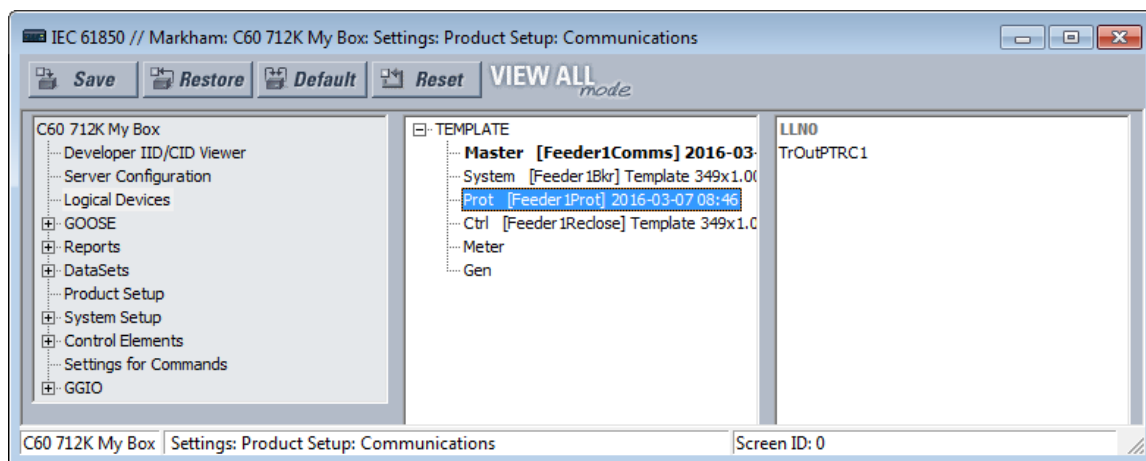 IEC 61850 // Markham: C60 712K My Box: Settings: Product Setup: Communications
Save Restore Default Reset VIEW ALL mode
C60 712K My Box
Developer IID/CID Viewer
Server Configuration
Logical Devices
GOOSE
Reports
DataSets
Product Setup
System Setup
Control Elements
Settings for Commands
GGIO
TEMPLATE
Master [Feeder1Comms] 2016-03-
System [Feeder1Bkr] Template 349x1.00
Prot [Feeder1Prot] 2016-03-07 08:46
Ctrl [Feeder1Reclose] Template 349x1.0
Meter
Gen
LLN0
TrOutPTRC1
C60 712K My Box Settings: Product Setup: Communications Screen ID: 0